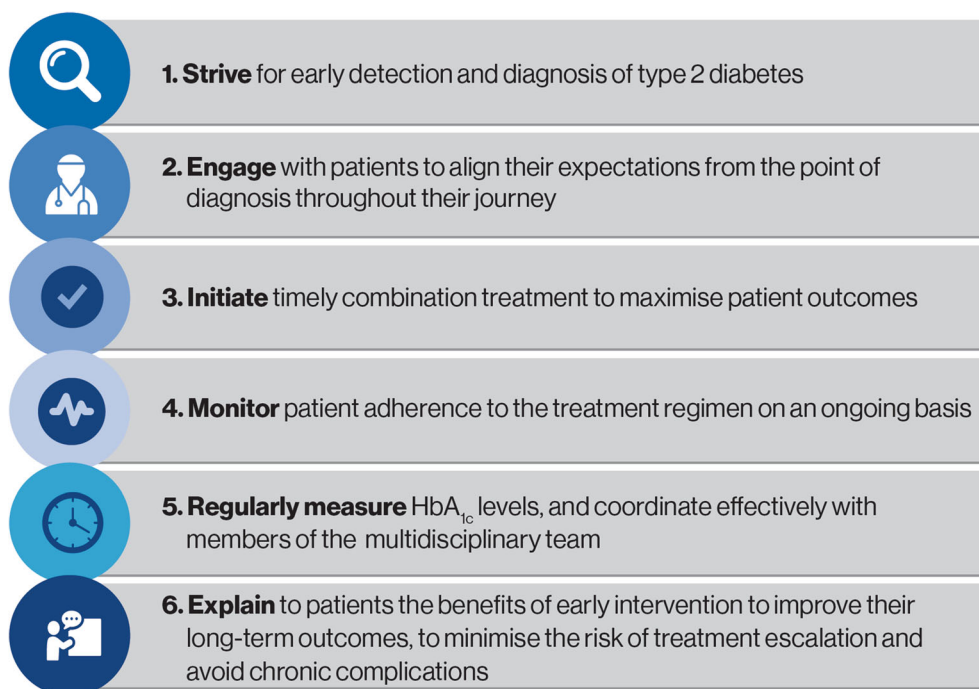 1. Strive for early detection and diagnosis of type 2 diabetes
2. Engage with patients to align their expectations from the point of
diagnosis throughout their journey
3. Initiate timely combination treatment to maximise patient outcomes
4. Monitor patient adherence to the treatment regimen on an ongoing basis
5. Regularly measure HbA1c levels, and coordinate effectively with
members of the multidisciplinary team
6. Explain to patients the benefits of early intervention to improve their
long-term outcomes, to minimise the risk of treatment escalation and
avoid chronic complications